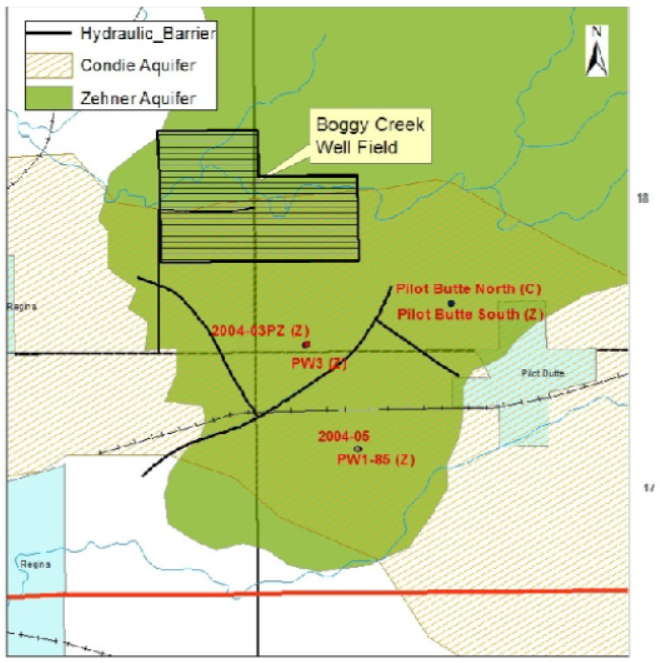 Hydraulic_Barrier
Condie Aquifer
Zehner Aquifer
N
Boggy Creek
Well Field
18
Pilot Butte North (C)
Regina
Pilot Butte South (Z)
2004-03PZ (Z)
PW3 (Z)
Pilot Butte
2004-05
PW1-85 (Z)
17
Regina